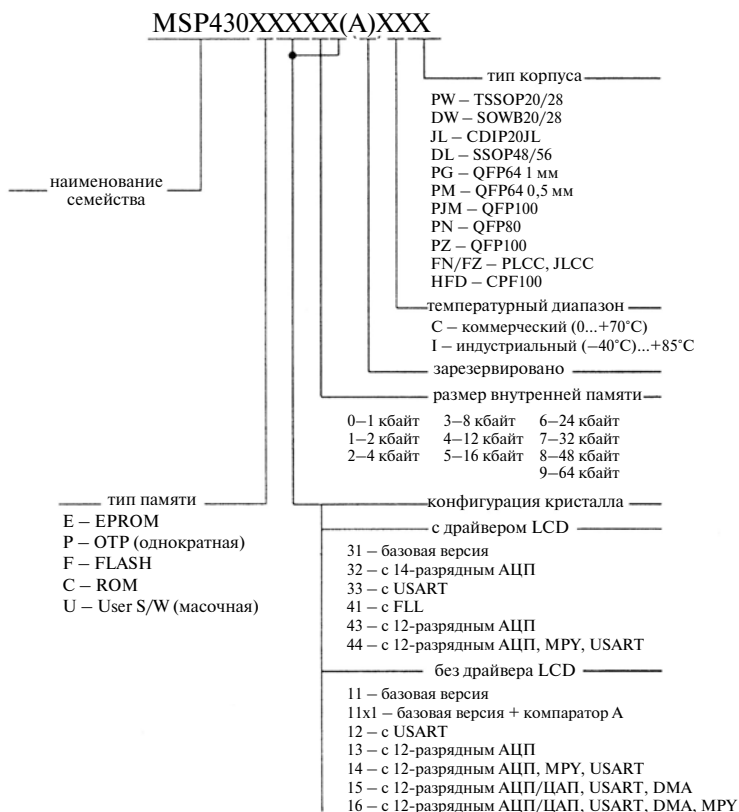 MSP430XXXXX(A)XXX
тип корпуса
PW – TSSOP20/28
DW – SOWB20/28
JL – CDIP20JL
DL – SSOP48/56
PG – QFP64 1 мм
PM – QFP64 0,5 мм
PJM – QFP100
PN – QFP80
PZ – QFP100
FN/FZ – PLCC, JLCC
HFD – CPF100
наименование
семейства
температурный диапазон
C – коммерческий (0...+70°C)
I – индустриальный (–40°C)...+85°C
зарезервировано
размер внутренней памяти
0–1 кбайт 3–8 кбайт 6–24 кбайт
1–2 кбайт 4–12 кбайт 7–32 кбайт
2–4 кбайт 5–16 кбайт 8–48 кбайт
9–64 кбайт
тип памяти
E – EPROM
P – OTP (однократная)
F – FLASH
C – ROM
U – User S/W (масочная)
конфигурация кристалла
с драйвером LCD
31 – базовая версия
32 – с 14-разрядным АЦП
33 – с USART
41 – с FLL
43 – с 12-разрядным АЦП
44 – с 12-разрядным АЦП, MPY, USART
без драйвера LCD
11 – базовая версия
11x1 – базовая версия + компаратор А
12 – с USART
13 – с 12-разрядным АЦП
14 – с 12-разрядным АЦП, MPY, USART
15 – с 12-разрядным АЦП/ЦАП, USART, DMA
16 – с 12-разрядным АЦП/ЦАП, USART, DMA, MPY